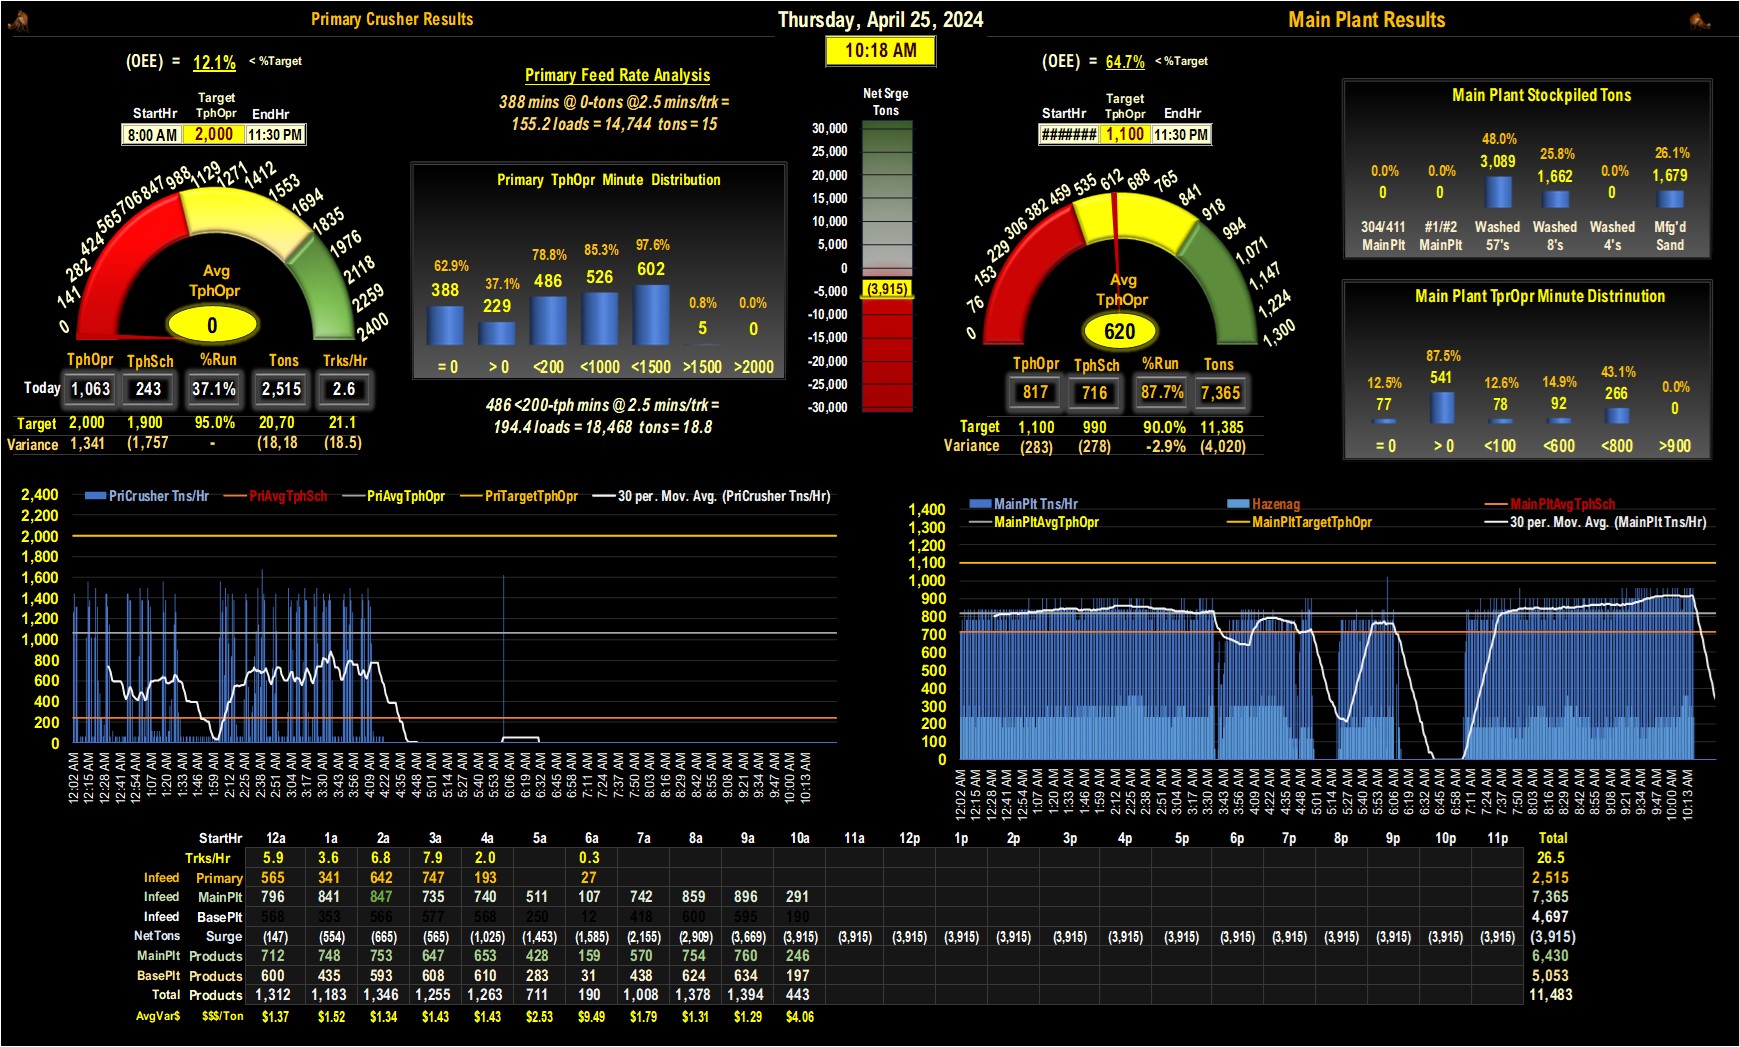 Primary Crusher Results
Thursday, April 25, 2024
Main Plant Results
10:18 AM
(OEE) = 12.1% < %Target
StartHr Target TphOpr EndHr
8:00 AM 2,000 11:30 PM
0 141 282 424 565 706 847 988 1129 1271 1412 1553 1694 1835 1976 2118 2259 2400
Avg
TphOpr
0
TphOpr TphSch %Run Tons Trks/Hr
Today 1,063 243 37.1% 2,515 2.6
Target 2,000 1,900 95.0% 20,70 21.1
Variance 1,341 (1,757 - (18,18 (18.5)
Primary Feed Rate Analysis
388 mins @ 0-tons @2.5 mins/trk =
155.2 loads = 14,744 tons = 15
Primary TphOpr Minute Distribution
62.9% 37.1% 78.8% 85.3% 97.6% 0.8% 0.0%
388 229 486 526 602 5 0
= 0 > 0 <200 <1000 <1500 >1500 >2000
486 <200-tph mins @ 2.5 mins/trk =
194.4 loads = 18,468 tons = 18.8
Net Srge
Tons
30,000
25,000
20,000
15,000
10,000
5,000
0
-5,000
-10,000
-15,000
-20,000
-25,000
-30,000
(3,915)
(OEE) = 64.7% < %Target
StartHr Target TphOpr EndHr
####### 1,100 11:30 PM
0 76 153 229 306 382 459 535 612 688 765 841 918 994 1,071 1,147 1,224 1,300
Avg
TphOpr
620
TphOpr TphSch %Run Tons
817 716 87.7% 7,365
Target 1,100 990 90.0% 11,385
Variance (283) (278) -2.9% (4,020)
Main Plant Stockpiled Tons
0.0% 0.0% 48.0% 25.8% 0.0% 26.1%
0 0 3,089 1,662 0 1,679
304/411 #1/#2 Washed Washed Washed Mfg'd
MainPlt MainPlt 57's 8's 4's Sand
Main Plant TprOpr Minute Distrinution
12.5% 87.5% 12.6% 14.9% 43.1% 0.0%
77 541 78 92 266 0
= 0 > 0 <100 <600 <800 >900
PriCrusher Tns/Hr PriAvgTphSch PriAvgTphOpr PriTargetTphOpr 30 per. Mov. Avg. (PriCrusher Tns/Hr)
2,400
2,200
2,000
1,800
1,600
1,400
1,200
1,000
800
600
400
200
0
12:02 AM 12:15 AM 12:28 AM 12:41 AM 12:54 AM 1:07 AM 1:20 AM 1:33 AM 1:46 AM 1:59 AM 2:12 AM 2:25 AM 2:38 AM 2:51 AM 3:04 AM 3:17 AM 3:30 AM 3:43 AM 3:56 AM 4:09 AM 4:22 AM 4:35 AM 4:48 AM 5:01 AM 5:14 AM 5:27 AM 5:40 AM 5:53 AM 6:06 AM 6:19 AM 6:32 AM 6:45 AM 6:58 AM 7:11 AM 7:24 AM 7:37 AM 7:50 AM 8:03 AM 8:16 AM 8:29 AM 8:42 AM 8:55 AM 9:08 AM 9:21 AM 9:34 AM 9:47 AM 10:00 AM 10:13 AM
MainPlt Tns/Hr Hazenag MainPltAvgTphSch
MainPltAvgTphOpr MainPltTargetTphOpr 30 per. Mov. Avg. (MainPlt Tns/Hr)
1,400
1,300
1,200
1,100
1,000
900
800
700
600
500
400
300
200
100
0
12:02 AM 12:15 AM 12:28 AM 12:41 AM 12:54 AM 1:07 AM 1:20 AM 1:33 AM 1:46 AM 1:59 AM 2:12 AM 2:25 AM 2:38 AM 2:51 AM 3:04 AM 3:17 AM 3:30 AM 3:43 AM 3:56 AM 4:09 AM 4:22 AM 4:35 AM 4:48 AM 5:01 AM 5:14 AM 5:27 AM 5:40 AM 5:53 AM 6:06 AM 6:19 AM 6:32 AM 6:45 AM 6:58 AM 7:11 AM 7:24 AM 7:37 AM 7:50 AM 8:03 AM 8:16 AM 8:29 AM 8:42 AM 8:55 AM 9:08 AM 9:21 AM 9:34 AM 9:47 AM 10:00 AM 10:13 AM
StartHr 12a 1a 2a 3a 4a 5a 6a 7a 8a 9a 10a 11a 12p 1p 2p 3p 4p 5p 6p 7p 8p 9p 10p 11p Total
Trks/Hr 5.9 3.6 6.8 7.9 2.0 0.3 26.5
Infeed Primary 565 341 642 747 193 27 2,515
Infeed MainPlt 796 841 847 735 740 511 107 742 859 896 291 7,365
Infeed BasePlt 568 353 566 577 568 250 12 418 600 595 190 4,697
NetTons Surge (147) (554) (665) (565) (1,025) (1,453) (1,585) (2,155) (2,909) (3,669) (3,915) (3,915) (3,915) (3,915) (3,915) (3,915) (3,915) (3,915) (3,915) (3,915) (3,915) (3,915) (3,915) (3,915) (3,915)
MainPlt Products 712 748 753 647 653 428 159 570 754 760 246 6,430
BasePlt Products 600 435 593 608 610 283 31 438 624 634 197 5,053
Total Products 1,312 1,183 1,346 1,255 1,263 711 190 1,008 1,378 1,394 443 11,483
AvgVar$ $$$/Ton $1.37 $1.52 $1.34 $1.43 $1.43 $2.53 $9.49 $1.79 $1.31 $1.29 $4.06